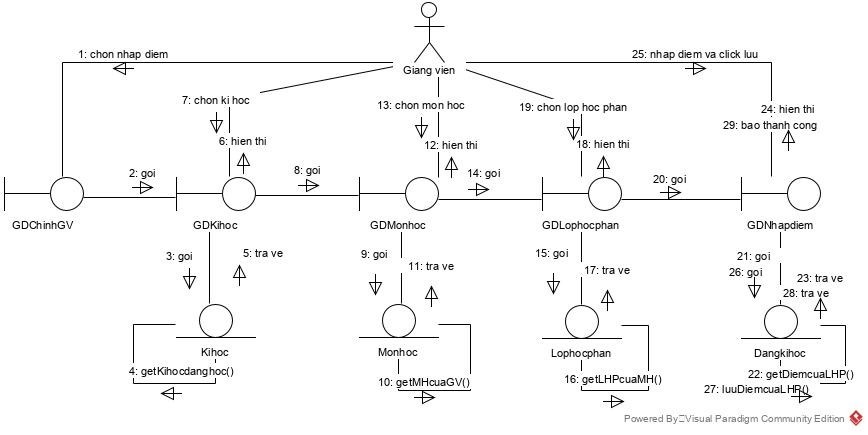 1: chon nhap diem
25: nhap diem va click luu
Giang vien
7: chon ki hoc
13: chon mon hoc
19: chon lop hoc phan
24: hien thi
29: bao thanh cong
6: hien thi
12: hien thi
18: hien thi
2: goi
8: goi
14: goi
20: goi
GDChinhGV
GDKihoc
GDMonhoc
GDLophocphan
GDNhapdiem
3: goi
5: tra ve
9: goi
11: tra ve
15: goi
17: tra ve
21: goi
26: goi
23: tra ve
28: tra ve
Kihoc
Monhoc
Lophocphan
Dangkihoc
4: getKihocdanghoc()
10: getMHcuaGV()
16: getLHPcuaMH()
22: getDiemcuaLHP()
27: luuDiemcuaLHP()
Powered By Visual Paradigm Community Edition